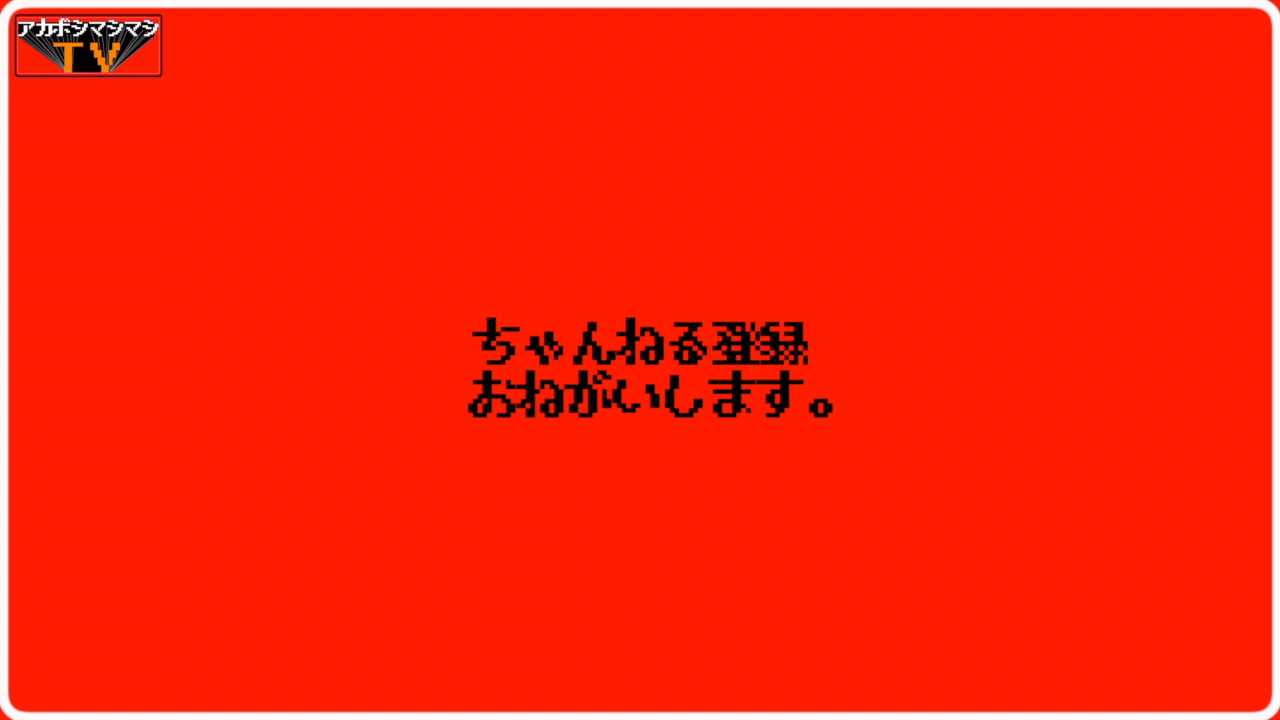 アカボシマシマシ
TV
ちゃんねる登録
おねがいします。